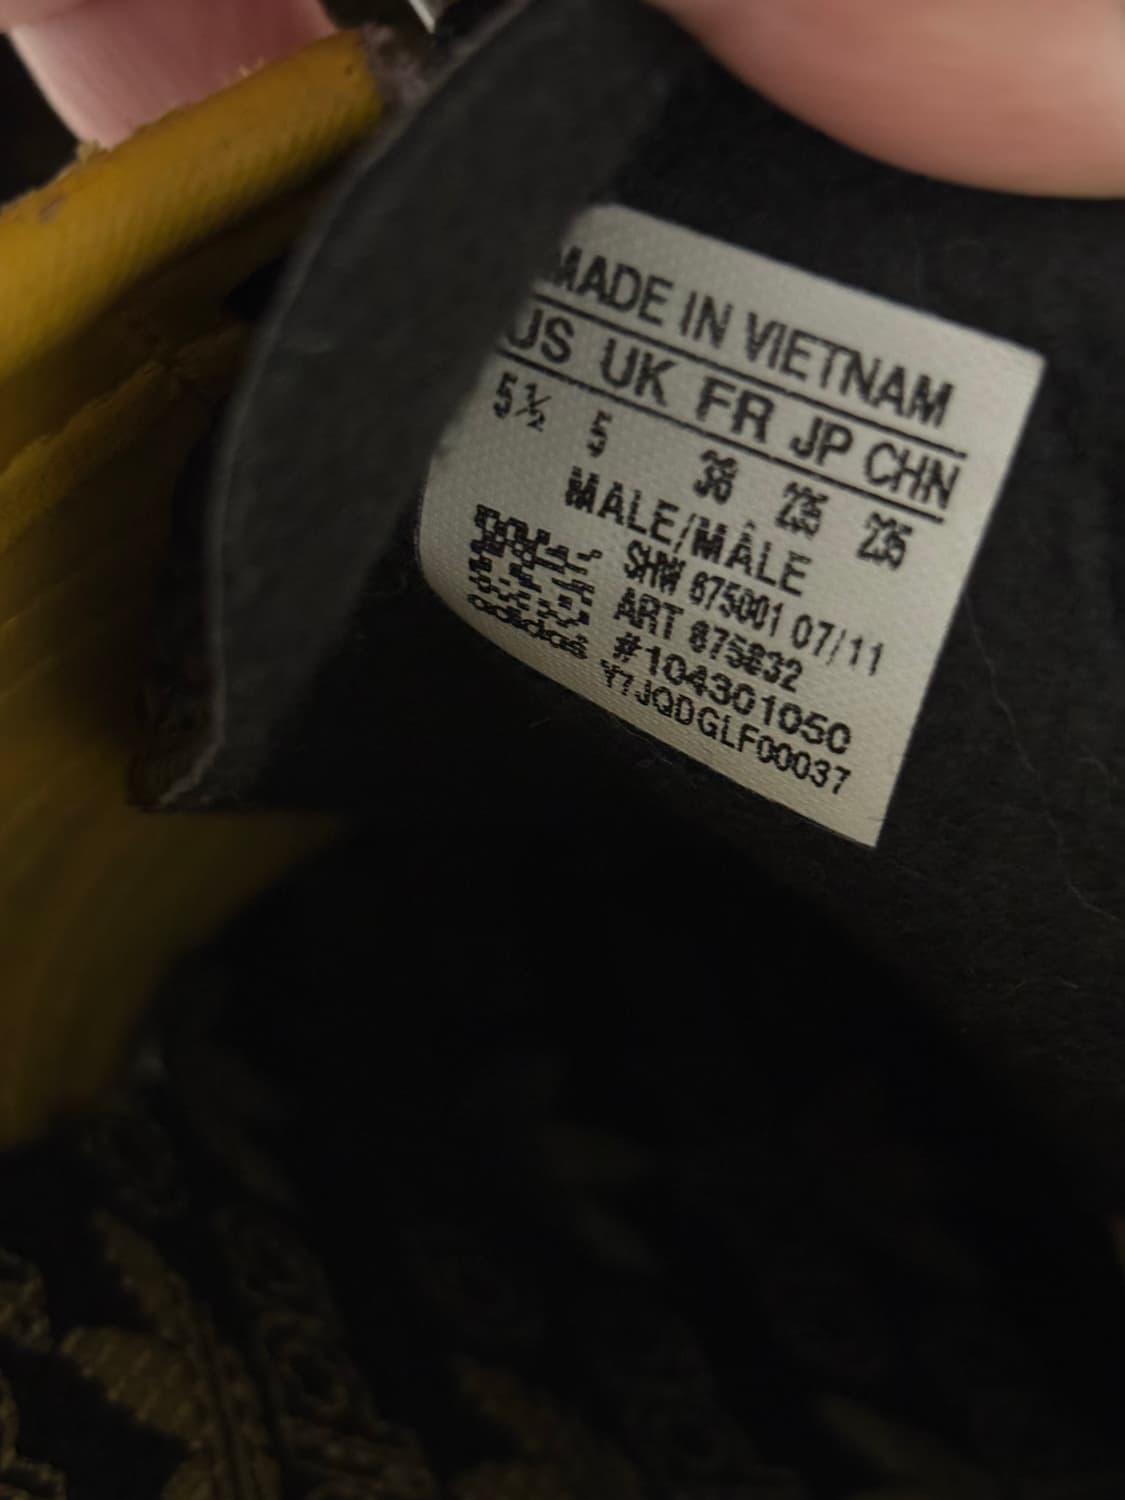 MADE IN VIETNAM
US UK FR JP CHN
5½ 5 38 235 235
MALE/MÂLE
SHW 675001 07/11
ART 675832
#104301050
Y7JQDGLF00037
adidas